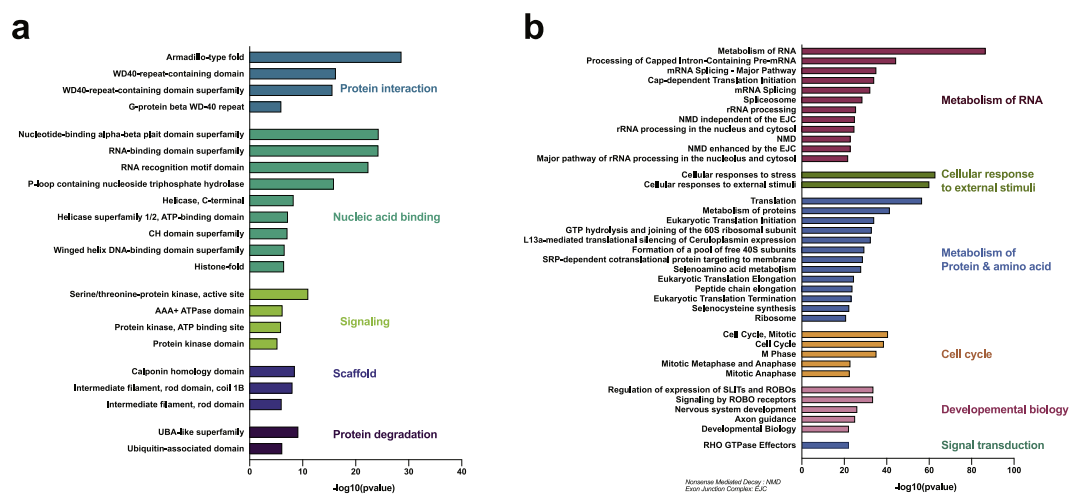 a
Armadillo-type fold
WD40-repeat-containing domain
WD40-repeat-containing domain superfamily
G-protein beta WD-40 repeat
Protein interaction
Nucleotide-binding alpha-beta plait domain superfamily
RNA-binding domain superfamily
RNA recognition motif domain
P-loop containing nucleoside triphosphate hydrolase
Helicase, C-terminal
Helicase superfamily 1/2, ATP-binding domain
CH domain superfamily
Winged helix DNA-binding domain superfamily
Histone-fold
Nucleic acid binding
Serine/threonine-protein kinase, active site
AAA+ ATPase domain
Protein kinase, ATP binding site
Protein kinase domain
Signaling
Calponin homology domain
Intermediate filament, rod domain, coil 1B
Intermediate filament, rod domain
Scaffold
UBA-like superfamily
Ubiquitin-associated domain
Protein degradation
0 10 20 30 40
-log10(pvalue)
b
Metabolism of RNA
Processing of Capped Intron-Containing Pre-mRNA
mRNA Splicing - Major Pathway
Cap-dependent Translation Initiation
mRNA Splicing
Spliceosome
rRNA processing
NMD independent of the EJC
rRNA processing in the nucleus and cytosol
NMD
NMD enhanced by the EJC
Major pathway of rRNA processing in the nucleolus and cytosol
Metabolism of RNA
Cellular responses to stress
Cellular responses to external stimuli
Cellular response
to external stimuli
Translation
Metabolism of proteins
Eukaryotic Translation Initiation
GTP hydrolysis and joining of the 60S ribosomal subunit
L13a-mediated translational silencing of Ceruloplasmin expression
Formation of a pool of free 40S subunits
SRP-dependent cotranslational protein targeting to membrane
Selenoamino acid metabolism
Eukaryotic Translation Elongation
Peptide chain elongation
Eukaryotic Translation Termination
Selenocysteine synthesis
Ribosome
Metabolism of
Protein & amino acid
Cell Cycle, Mitotic
Cell Cycle
M Phase
Mitotic Metaphase and Anaphase
Mitotic Anaphase
Cell cycle
Regulation of expression of SLITs and ROBOs
Signaling by ROBO receptors
Nervous system development
Axon guidance
Developmental Biology
Developemental biology
RHO GTPase Effectors
Signal transduction
0 20 40 60 80 100
-log10(pvalue)
Nonsense Mediated Decay : NMD
Exon Junction Complex: EJC